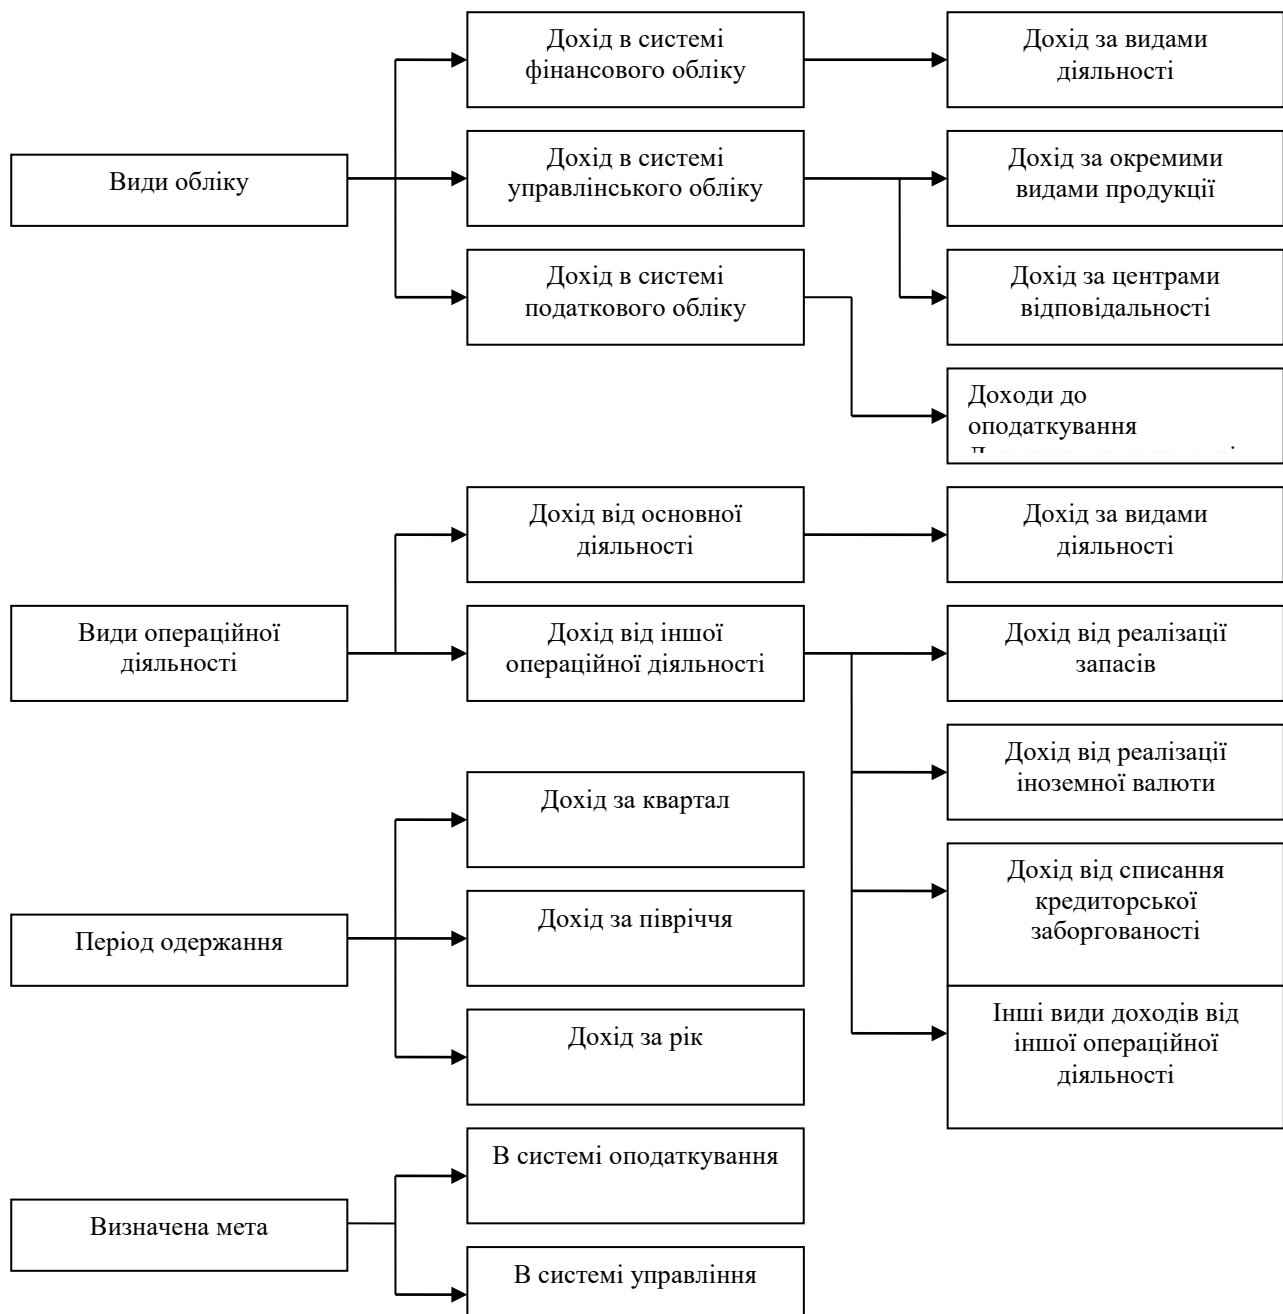 Дохід в системі
фінансового обліку
Дохід за видами
діяльності
Види обліку
Дохід в системі
управлінського обліку
Дохід за окремими
видами продукції
Дохід в системі
податкового обліку
Дохід за центрами
відповідальності
Доходи до
оподаткування
Дохід від основної
діяльності
Дохід за видами
діяльності
Види операційної
діяльності
Дохід від іншої
операційної діяльності
Дохід від реалізації
запасів
Дохід від реалізації
іноземної валюти
Дохід за квартал
Дохід від списання
кредиторської
заборгованості
Період одержання
Дохід за півріччя
Інші види доходів від
іншої операційної
діяльності
Дохід за рік
В системі оподаткування
Визначена мета
В системі управління